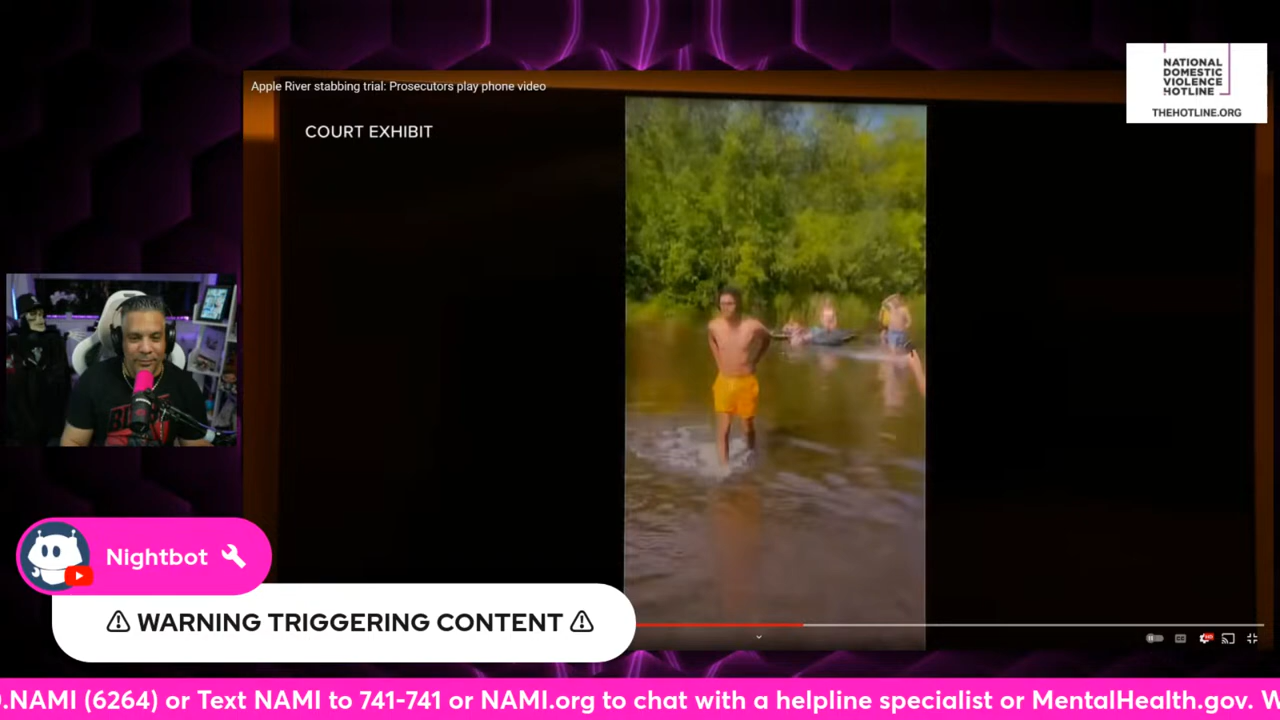 Apple River stabbing trial: Prosecutors play phone video
COURT EXHIBIT
NATIONAL
DOMESTIC
VIOLENCE
HOTLINE
THEHOTLINE.ORG
Nightbot
⚠ WARNING TRIGGERING CONTENT ⚠
.NAMI (6264) or Text NAMI to 741-741 or NAMI.org to chat with a helpline specialist or MentalHealth.gov. W